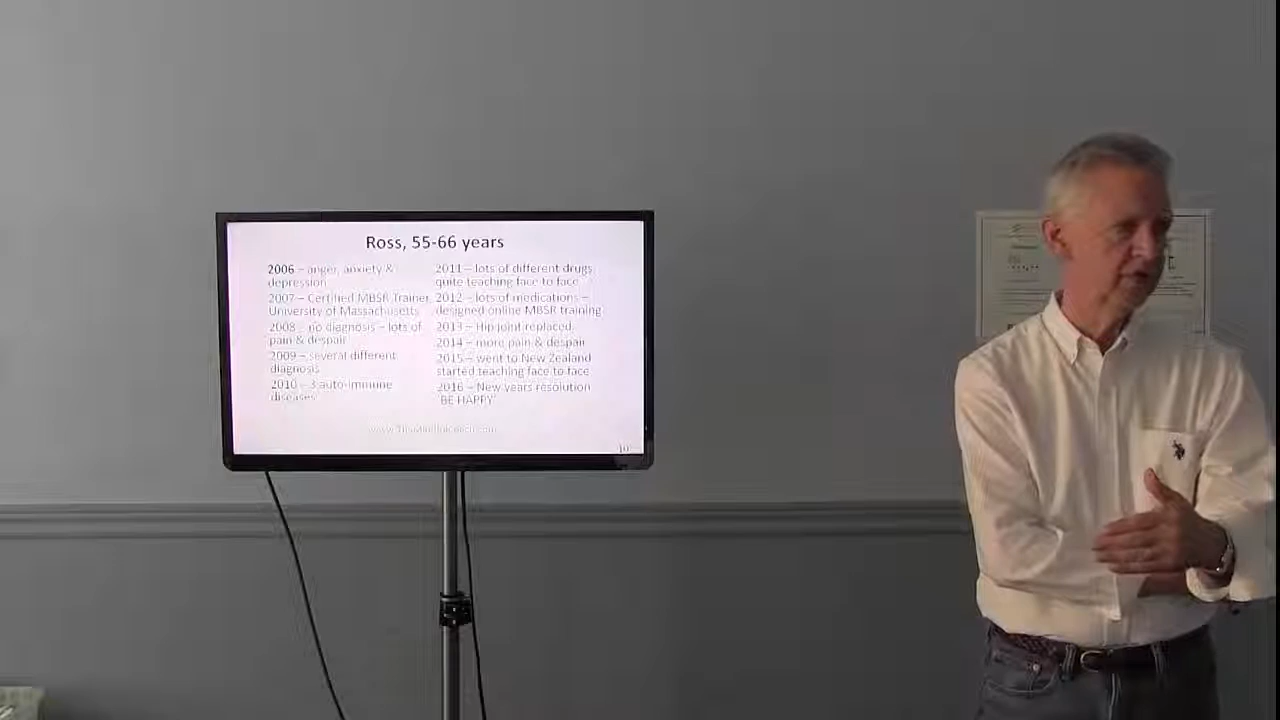 Ross, 55-66 years
2006 – anger, anxiety &
depression
2007 – Certified MBSR Trainer,
University of Massachusetts
2008 – no diagnosis – lots of
pain & despair
2009 – several different
diagnosis
2010 – 3 auto-immune
diseases
2011 – lots of different drugs,
quite teaching face to face
2012 – lots of medications –
designed online MBSR training
2013 – Hip joint replaced.
2014 – more pain & despair
2015 – went to New Zealand
started teaching face to face
2016 – New years resolution
"BE HAPPY"
10